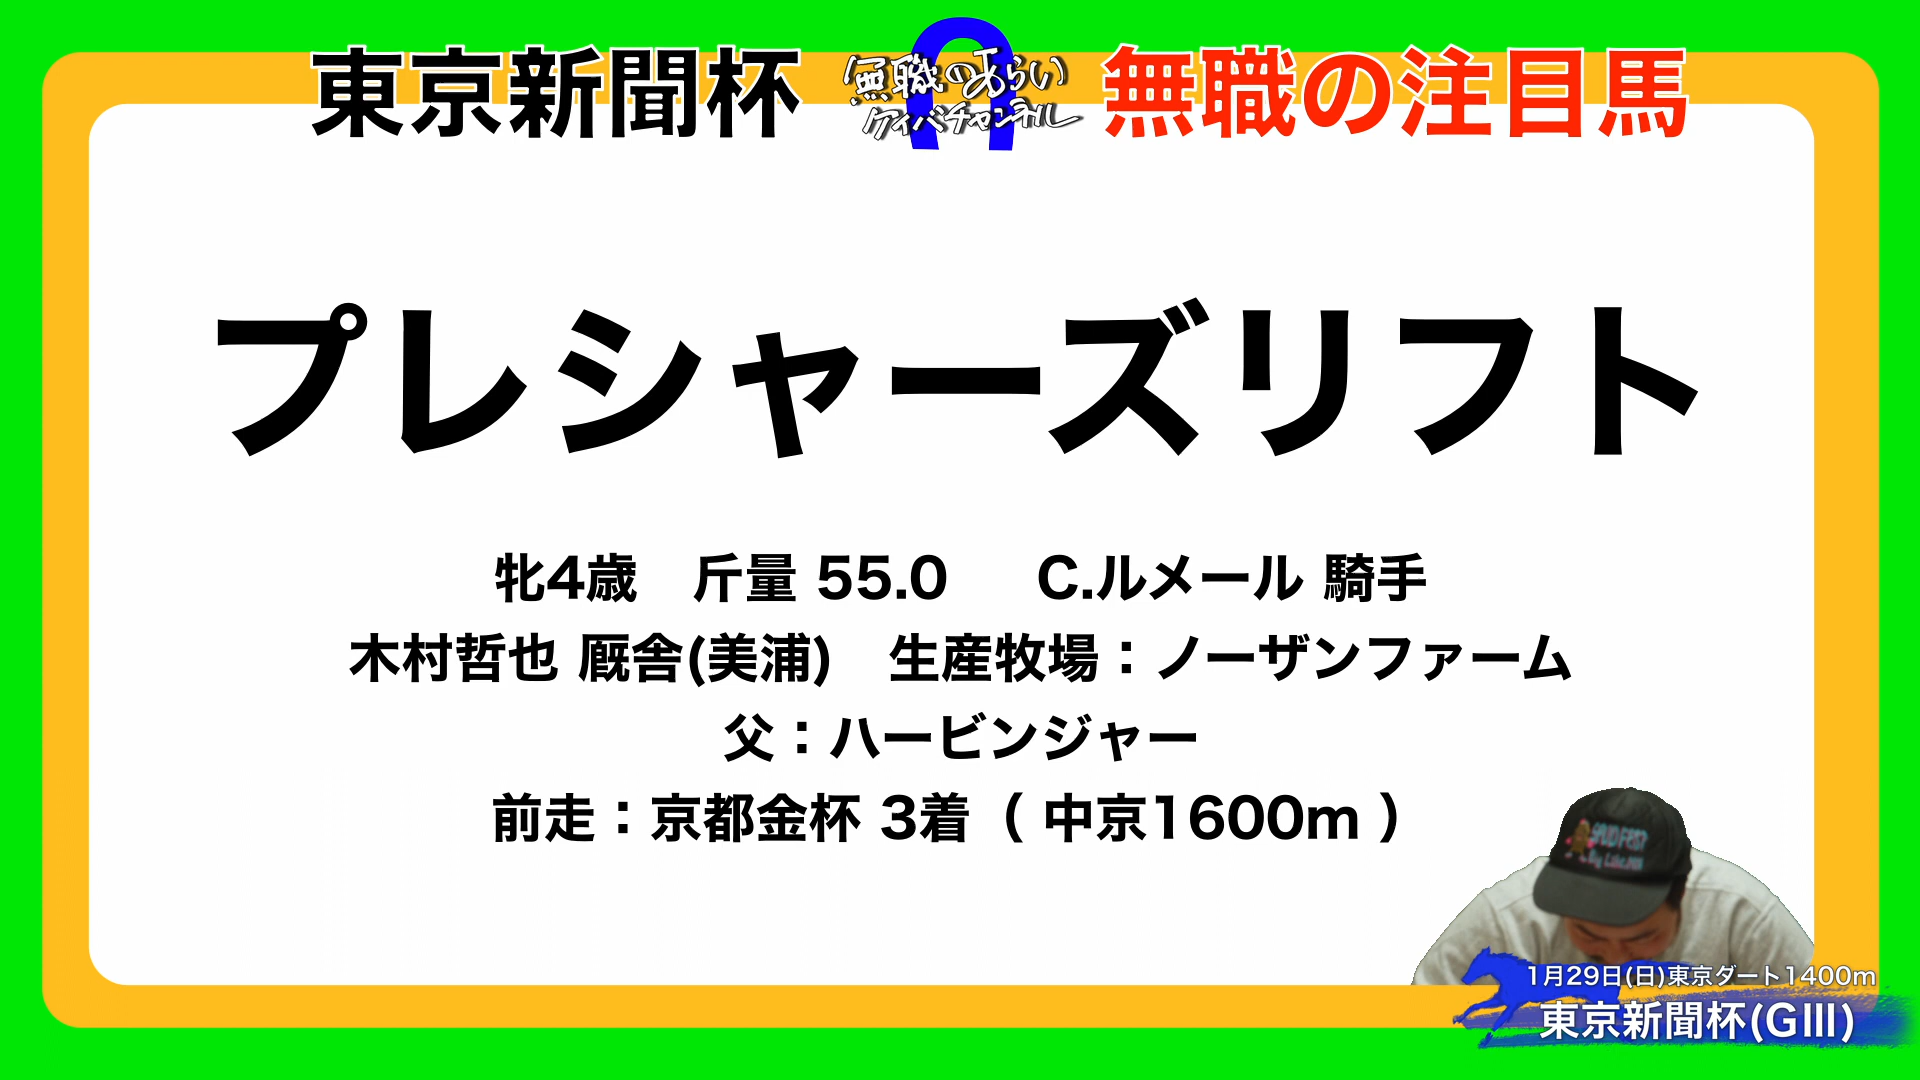 東京新聞杯
無職のあらい
ケイバチャンネル
無職の注目馬
プレシャーズリフト
牝4歳　斤量 55.0　C.ルメール 騎手
木村哲也 厩舎(美浦)　生産牧場：ノーザンファーム
父：ハービンジャー
前走：京都金杯 3着（ 中京1600m ）
SPUD FEST
Big Lake, MN
1月29日(日)東京ダート1400m
東京新聞杯(GIII)